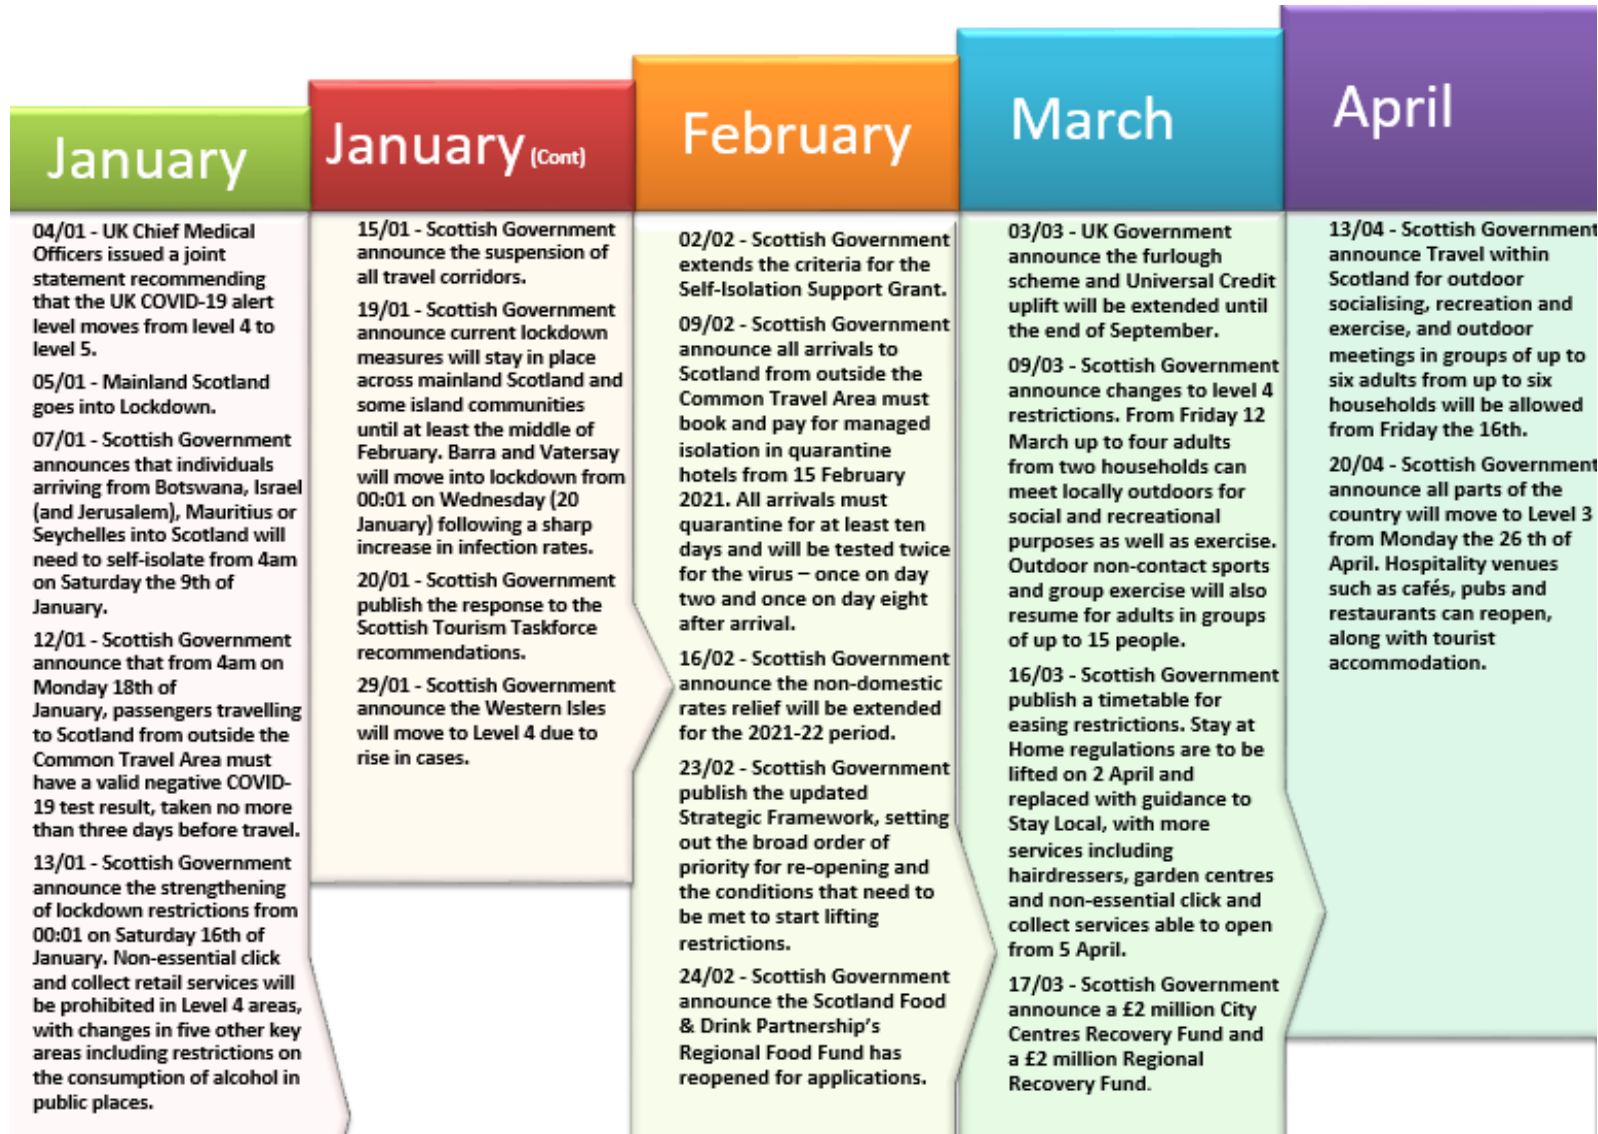 January
04/01 - UK Chief Medical
Officers issued a joint
statement recommending
that the UK COVID-19 alert
level moves from level 4 to
level 5.
05/01 - Mainland Scotland
goes into Lockdown.
07/01 - Scottish Government
announces that individuals
arriving from Botswana, Israel
(and Jerusalem), Mauritius or
Seychelles into Scotland will
need to self-isolate from 4am
on Saturday the 9th of
January.
12/01 - Scottish Government
announce that from 4am on
Monday 18th of
January, passengers travelling
to Scotland from outside the
Common Travel Area must
have a valid negative COVID-
19 test result, taken no more
than three days before travel.
13/01 - Scottish Government
announce the strengthening
of lockdown restrictions from
00:01 on Saturday 16th of
January. Non-essential click
and collect retail services will
be prohibited in Level 4 areas,
with changes in five other key
areas including restrictions on
the consumption of alcohol in
public places.
January (Cont)
15/01 - Scottish Government
announce the suspension of
all travel corridors.
19/01 - Scottish Government
announce current lockdown
measures will stay in place
across mainland Scotland and
some island communities
until at least the middle of
February. Barra and Vatersay
will move into lockdown from
00:01 on Wednesday (20
January) following a sharp
increase in infection rates.
20/01 - Scottish Government
publish the response to the
Scottish Tourism Taskforce
recommendations.
29/01 - Scottish Government
announce the Western Isles
will move to Level 4 due to
rise in cases.
February
02/02 - Scottish Government
extends the criteria for the
Self-Isolation Support Grant.
09/02 - Scottish Government
announce all arrivals to
Scotland from outside the
Common Travel Area must
book and pay for managed
isolation in quarantine
hotels from 15 February
2021. All arrivals must
quarantine for at least ten
days and will be tested twice
for the virus – once on day
two and once on day eight
after arrival.
16/02 - Scottish Government
announce the non-domestic
rates relief will be extended
for the 2021-22 period.
23/02 - Scottish Government
publish the updated
Strategic Framework, setting
out the broad order of
priority for re-opening and
the conditions that need to
be met to start lifting
restrictions.
24/02 - Scottish Government
announce the Scotland Food
& Drink Partnership's
Regional Food Fund has
reopened for applications.
March
03/03 - UK Government
announce the furlough
scheme and Universal Credit
uplift will be extended until
the end of September.
09/03 - Scottish Government
announce changes to level 4
restrictions. From Friday 12
March up to four adults
from two households can
meet locally outdoors for
social and recreational
purposes as well as exercise.
Outdoor non-contact sports
and group exercise will also
resume for adults in groups
of up to 15 people.
16/03 - Scottish Government
publish a timetable for
easing restrictions. Stay at
Home regulations are to be
lifted on 2 April and
replaced with guidance to
Stay Local, with more
services including
hairdressers, garden centres
and non-essential click and
collect services able to open
from 5 April.
17/03 - Scottish Government
announce a £2 million City
Centres Recovery Fund and
a £2 million Regional
Recovery Fund.
April
13/04 - Scottish Government
announce Travel within
Scotland for outdoor
socialising, recreation and
exercise, and outdoor
meetings in groups of up to
six adults from up to six
households will be allowed
from Friday the 16th.
20/04 - Scottish Government
announce all parts of the
country will move to Level 3
from Monday the 26 th of
April. Hospitality venues
such as cafés, pubs and
restaurants can reopen,
along with tourist
accommodation.